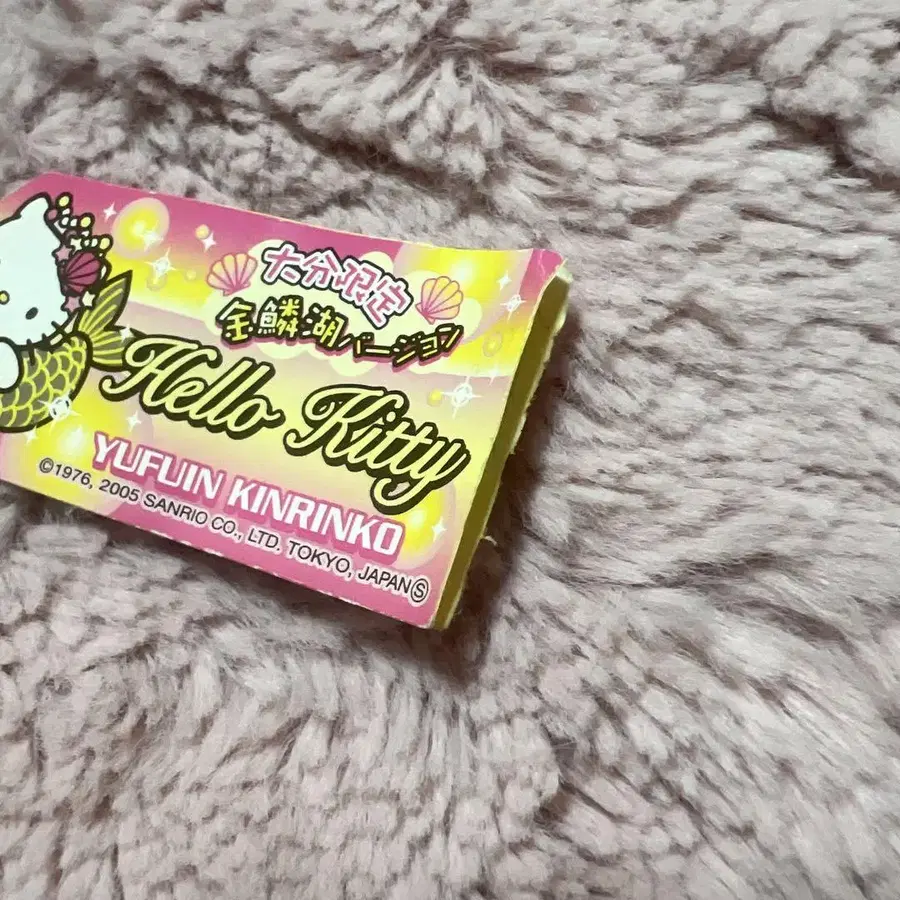 大分限定
金鱗湖バージョン
Hello Kitty
YUFUIN KINRINKO
©1976, 2005 SANRIO CO., LTD. TOKYO, JAPAN Ⓢ